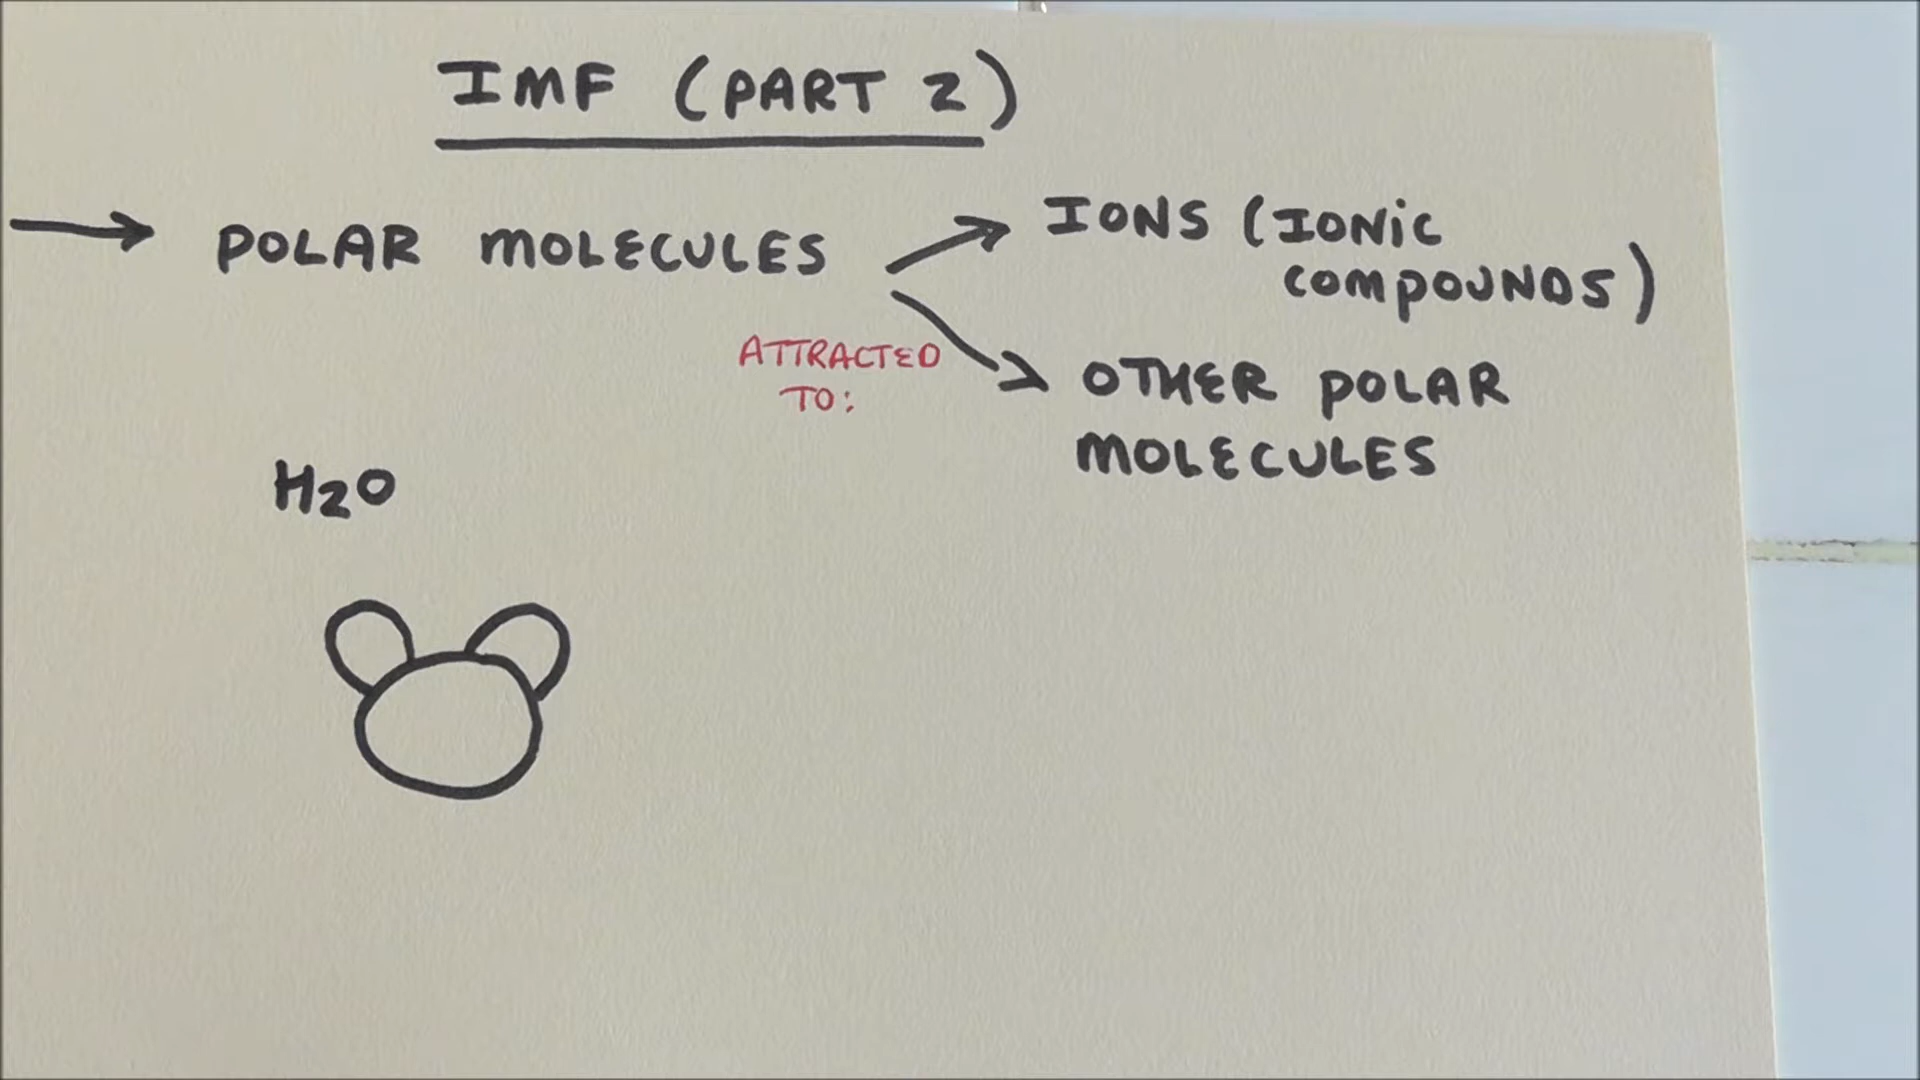 IMF (PART 2)
POLAR MOLECULES
IONS (IONIC
COMPOUNDS)
ATTRACTED
TO:
OTHER POLAR
MOLECULES
H2O